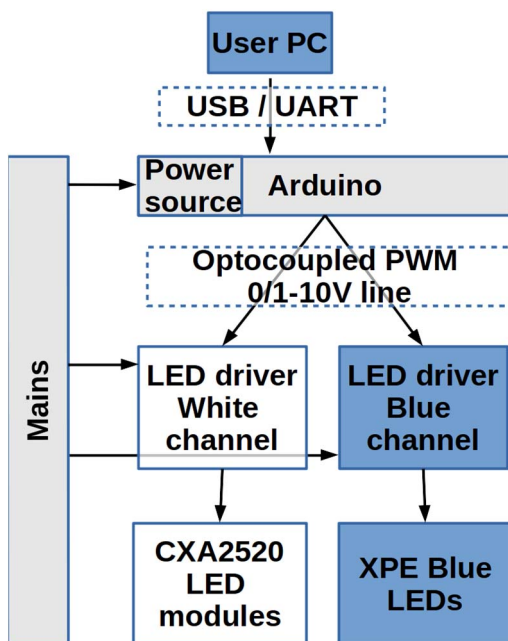 User PC
USB / UART
Power
source
Arduino
Optocoupled PWM
0/1-10V line
Mains
LED driver
White
channel
LED driver
Blue
channel
CXA2520
LED
modules
XPE Blue
LEDs